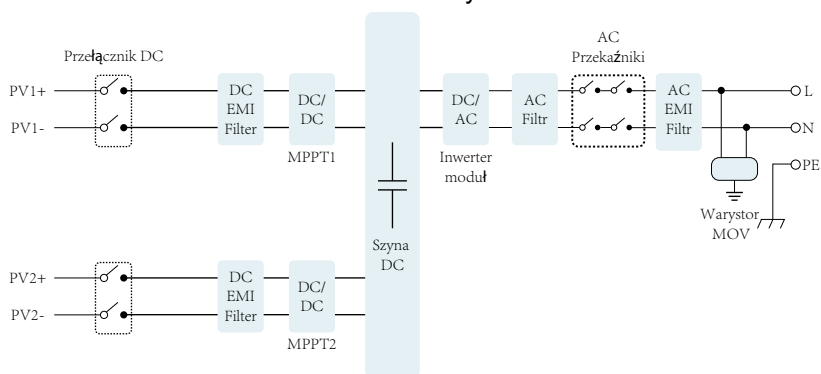 Przełącznik DC
AC
Przekaźniki
PV1+
PV1-
DC
EMI
Filter
DC/
DC
MPPT1
DC/
AC
Inwerter
moduł
AC
Filtr
AC
EMI
Filtr
L
N
PE
Warystor
MOV
Szyna
DC
PV2+
PV2-
DC
EMI
Filter
DC/
DC
MPPT2